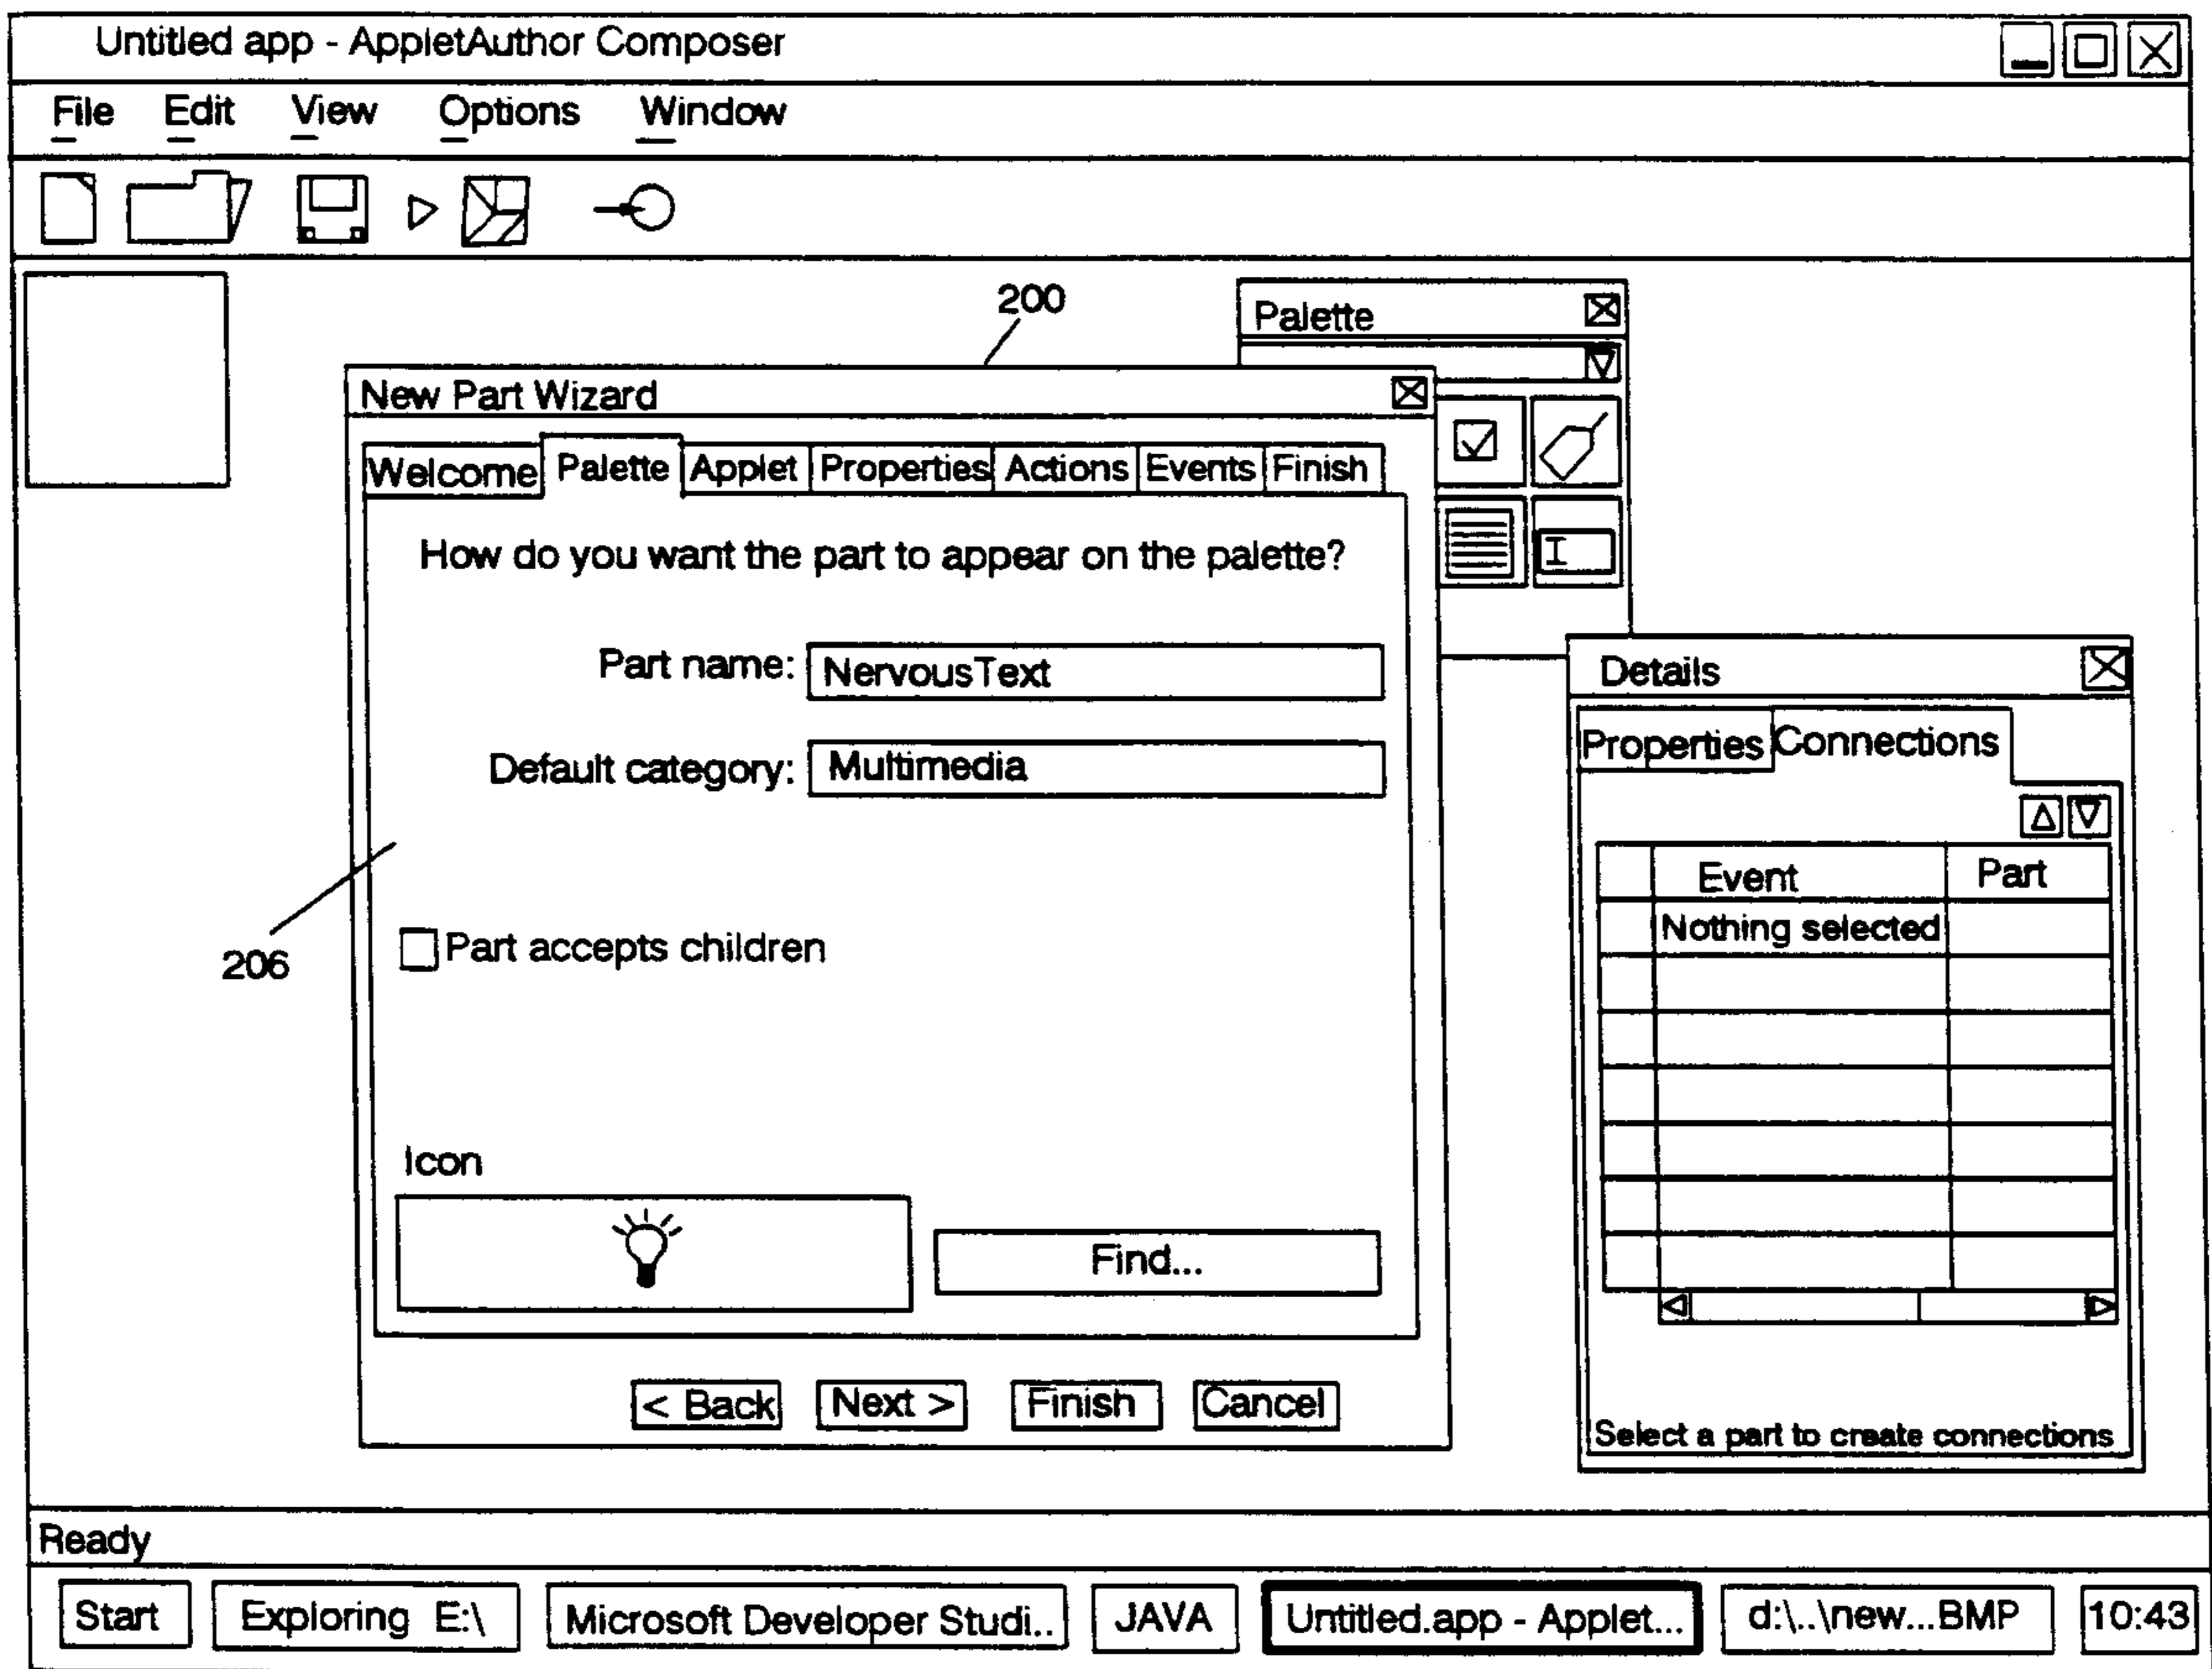 Untitled app - AppletAuthor Composer
File Edit View Options Window
200
Palette
New Part Wizard
Welcome Palette Applet Properties Actions Events Finish
How do you want the part to appear on the palette?
Part name: NervousText
Default category: Multimedia
206
Part accepts children
Icon
Find...
< Back Next > Finish Cancel
Details
Properties Connections
Event Part
Nothing selected
Select a part to create connections
Ready
Start Exploring E:\ Microsoft Developer Studi.. JAVA Untitled.app - Applet... d:\..\new...BMP 10:43